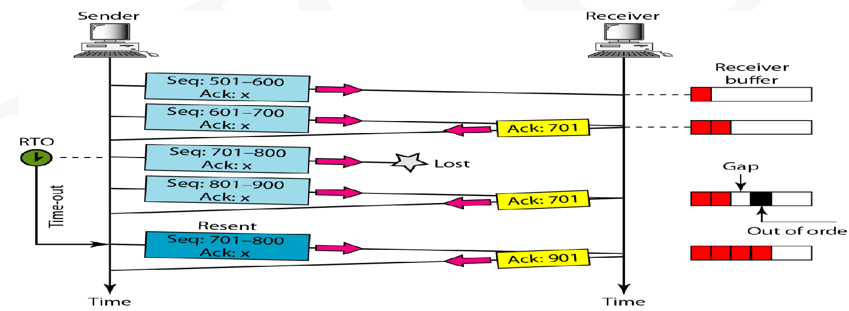 Sender
Receiver
Seq: 501–600
Ack: x
Receiver
buffer
Seq: 601–700
Ack: x
Ack: 701
RTO
Seq: 701–800
Ack: x
Lost
Gap
Time-out
Seq: 801–900
Ack: x
Ack: 701
Out of orde
Resent
Seq: 701–800
Ack: x
Ack: 901
Time
Time